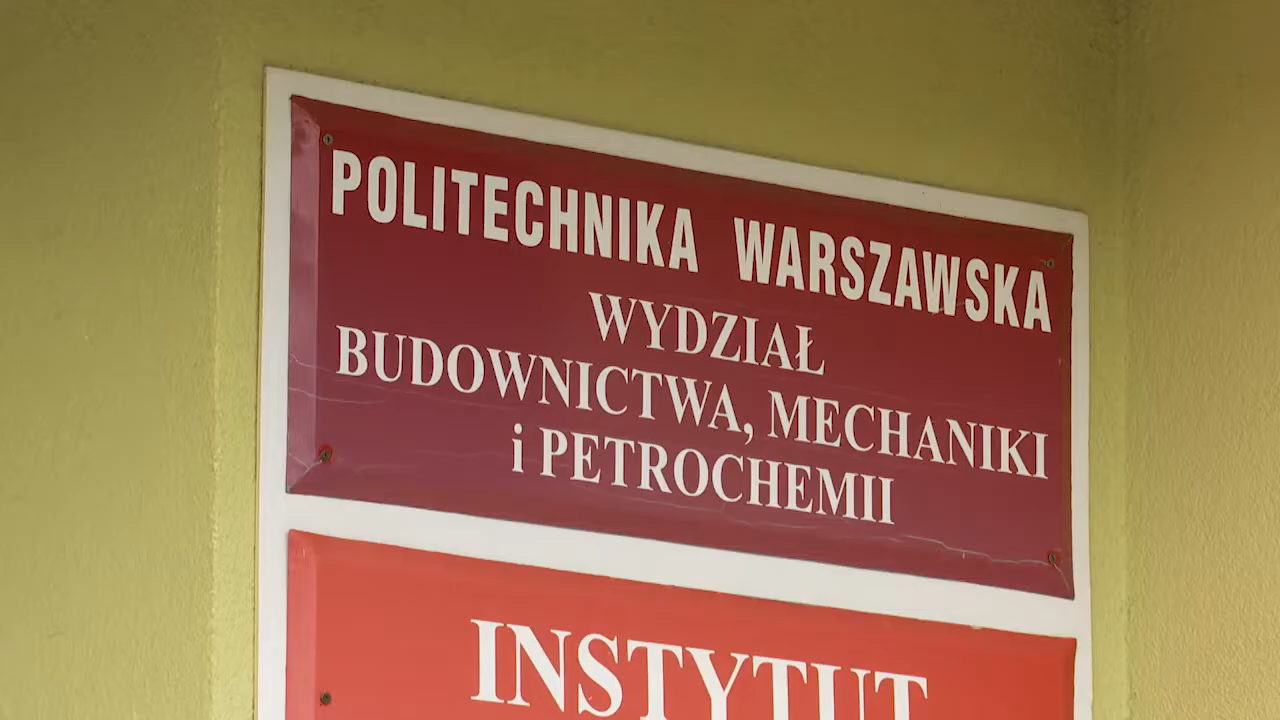 POLITECHNIKA WARSZAWSKA
WYDZIAŁ
BUDOWNICTWA, MECHANIKI
i PETROCHEMII
INSTYTUT